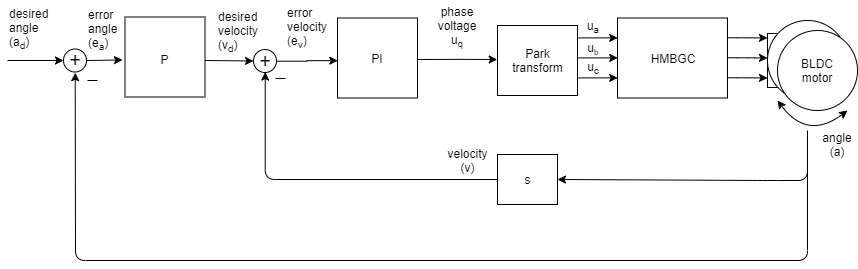 desired
angle
(a_d)
error
angle
(e_a)
P
desired
velocity
(v_d)
error
velocity
(e_v)
PI
phase
voltage
u_q
Park
transform
u_a
u_b
u_c
HMBGC
BLDC
motor
angle
(a)
velocity
(v)
s
+
−
+
−